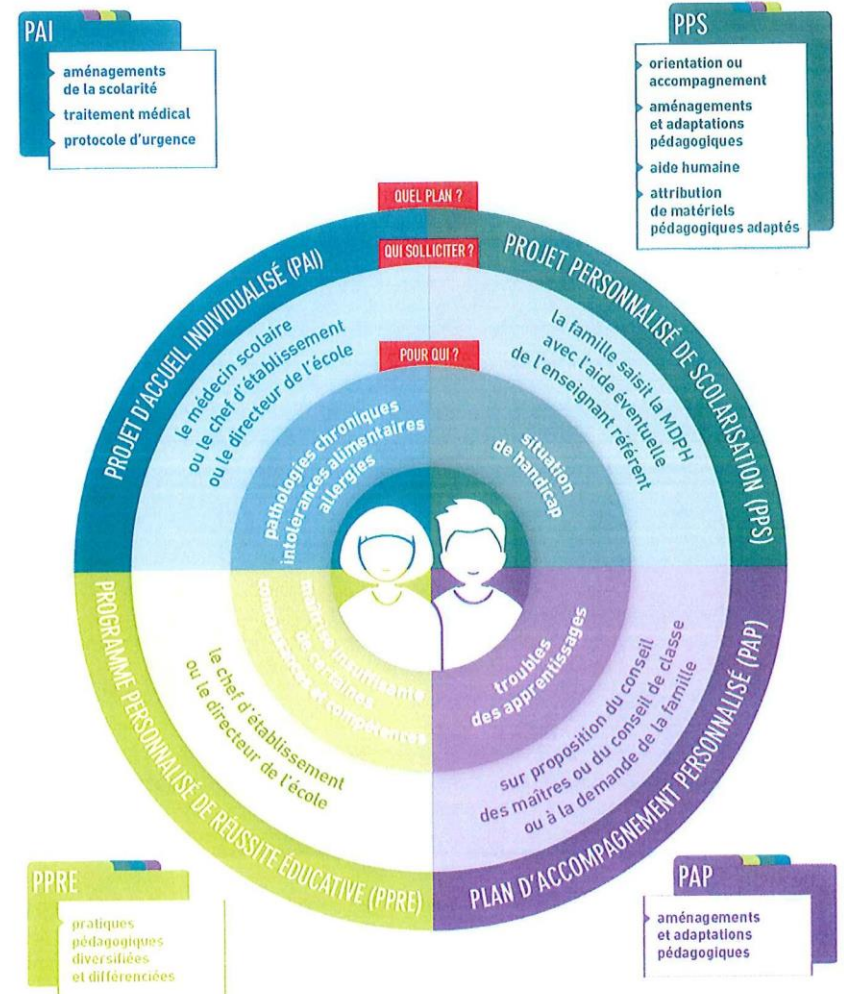 PAI
aménagements
de la scolarité
traitement médical
protocole d'urgence
PPS
orientation ou
accompagnement
aménagements
et adaptations
pédagogiques
aide humaine
attribution
de matériels
pédagogiques adaptés
QUEL PLAN ?
QUI SOLLICITER ?
POUR QUI ?
PROJET D'ACCUEIL INDIVIDUALISÉ (PAI)
le médecin scolaire
ou le chef d'établissement
ou le directeur de l'école
pathologies chroniques
intolérances alimentaires
allergies
PROJET PERSONNALISÉ DE SCOLARISATION (PPS)
la famille saisit la MDPH
avec l'aide éventuelle
de l'enseignant référent
situation
de handicap
PROGRAMME PERSONNALISÉ DE RÉUSSITE ÉDUCATIVE (PPRE)
le chef d'établissement
ou le directeur de l'école
maîtrise insuffisante
de certaines
connaissances et compétences
PLAN D'ACCOMPAGNEMENT PERSONNALISÉ (PAP)
sur proposition du conseil
des maîtres ou du conseil de classe
ou à la demande de la famille
troubles
des apprentissages
PPRE
pratiques
pédagogiques
diversifiées
et différenciées
PAP
aménagements
et adaptations
pédagogiques